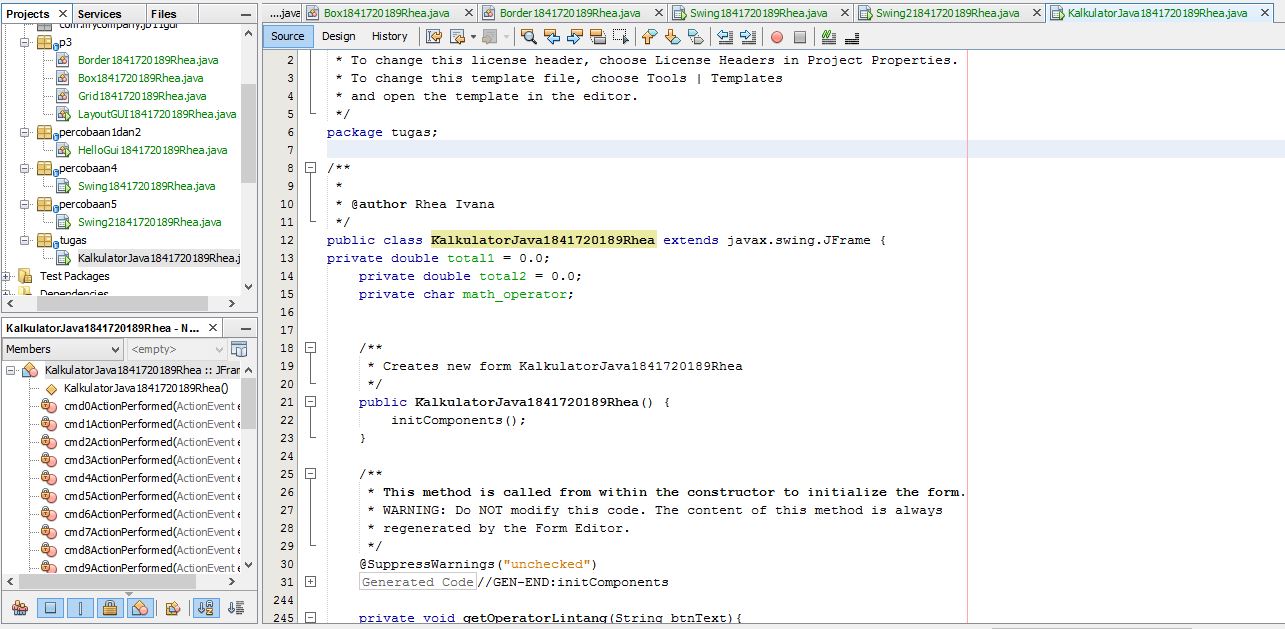 Projects
Services
Files
p3
Border1841720189Rhea.java
Box1841720189Rhea.java
Grid1841720189Rhea.java
LayoutGUI1841720189Rhea.java
percobaan1dan2
HelloGui1841720189Rhea.java
percobaan4
Swing1841720189Rhea.java
percobaan5
Swing21841720189Rhea.java
tugas
KalkulatorJava1841720189Rhea.j
Test Packages
Dependencies
KalkulatorJava1841720189Rhea - N...
Members
<empty>
KalkulatorJava1841720189Rhea :: JFrar
KalkulatorJava1841720189Rhea()
cmd0ActionPerformed(ActionEvent e
cmd1ActionPerformed(ActionEvent e
cmd2ActionPerformed(ActionEvent e
cmd3ActionPerformed(ActionEvent e
cmd4ActionPerformed(ActionEvent e
cmd5ActionPerformed(ActionEvent e
cmd6ActionPerformed(ActionEvent e
cmd7ActionPerformed(ActionEvent e
cmd8ActionPerformed(ActionEvent e
cmd9ActionPerformed(ActionEvent e
....java
Box1841720189Rhea.java
Border1841720189Rhea.java
Swing1841720189Rhea.java
Swing21841720189Rhea.java
KalkulatorJava1841720189Rhea.java
Source Design History
2 * To change this license header, choose License Headers in Project Properties.
3 * To change this template file, choose Tools | Templates
4 * and open the template in the editor.
5 */
6 package tugas;
7
8 /**
9 *
10 * @author Rhea Ivana
11 */
12 public class KalkulatorJava1841720189Rhea extends javax.swing.JFrame {
13 private double total1 = 0.0;
14 private double total2 = 0.0;
15 private char math_operator;
16
17
18 /**
19 * Creates new form KalkulatorJava1841720189Rhea
20 */
21 public KalkulatorJava1841720189Rhea() {
22 initComponents();
23 }
24
25 /**
26 * This method is called from within the constructor to initialize the form.
27 * WARNING: Do NOT modify this code. The content of this method is always
28 * regenerated by the Form Editor.
29 */
30 @SuppressWarnings("unchecked")
31 Generated Code//GEN-END:initComponents
244
245 private void getOperatorLintang(String btnText){